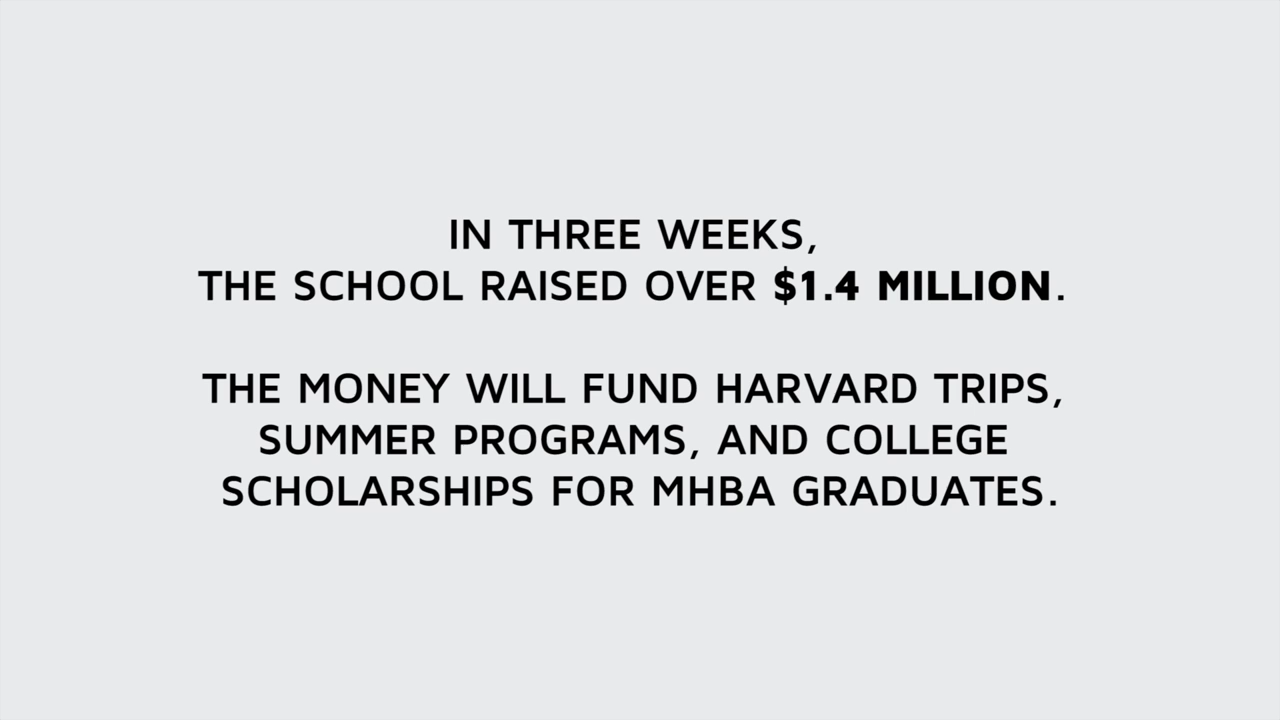 IN THREE WEEKS,
THE SCHOOL RAISED OVER $1.4 MILLION.
THE MONEY WILL FUND HARVARD TRIPS,
SUMMER PROGRAMS, AND COLLEGE
SCHOLARSHIPS FOR MHBA GRADUATES.